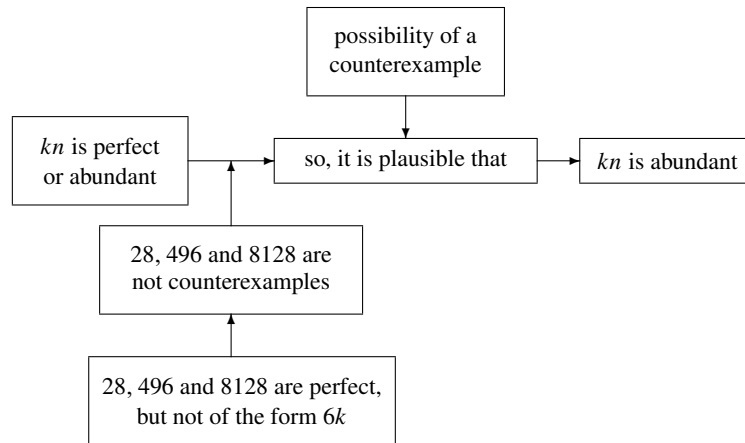 possibility of a
counterexample
kn is perfect
or abundant
so, it is plausible that
kn is abundant
28, 496 and 8128 are
not counterexamples
28, 496 and 8128 are perfect,
but not of the form 6k